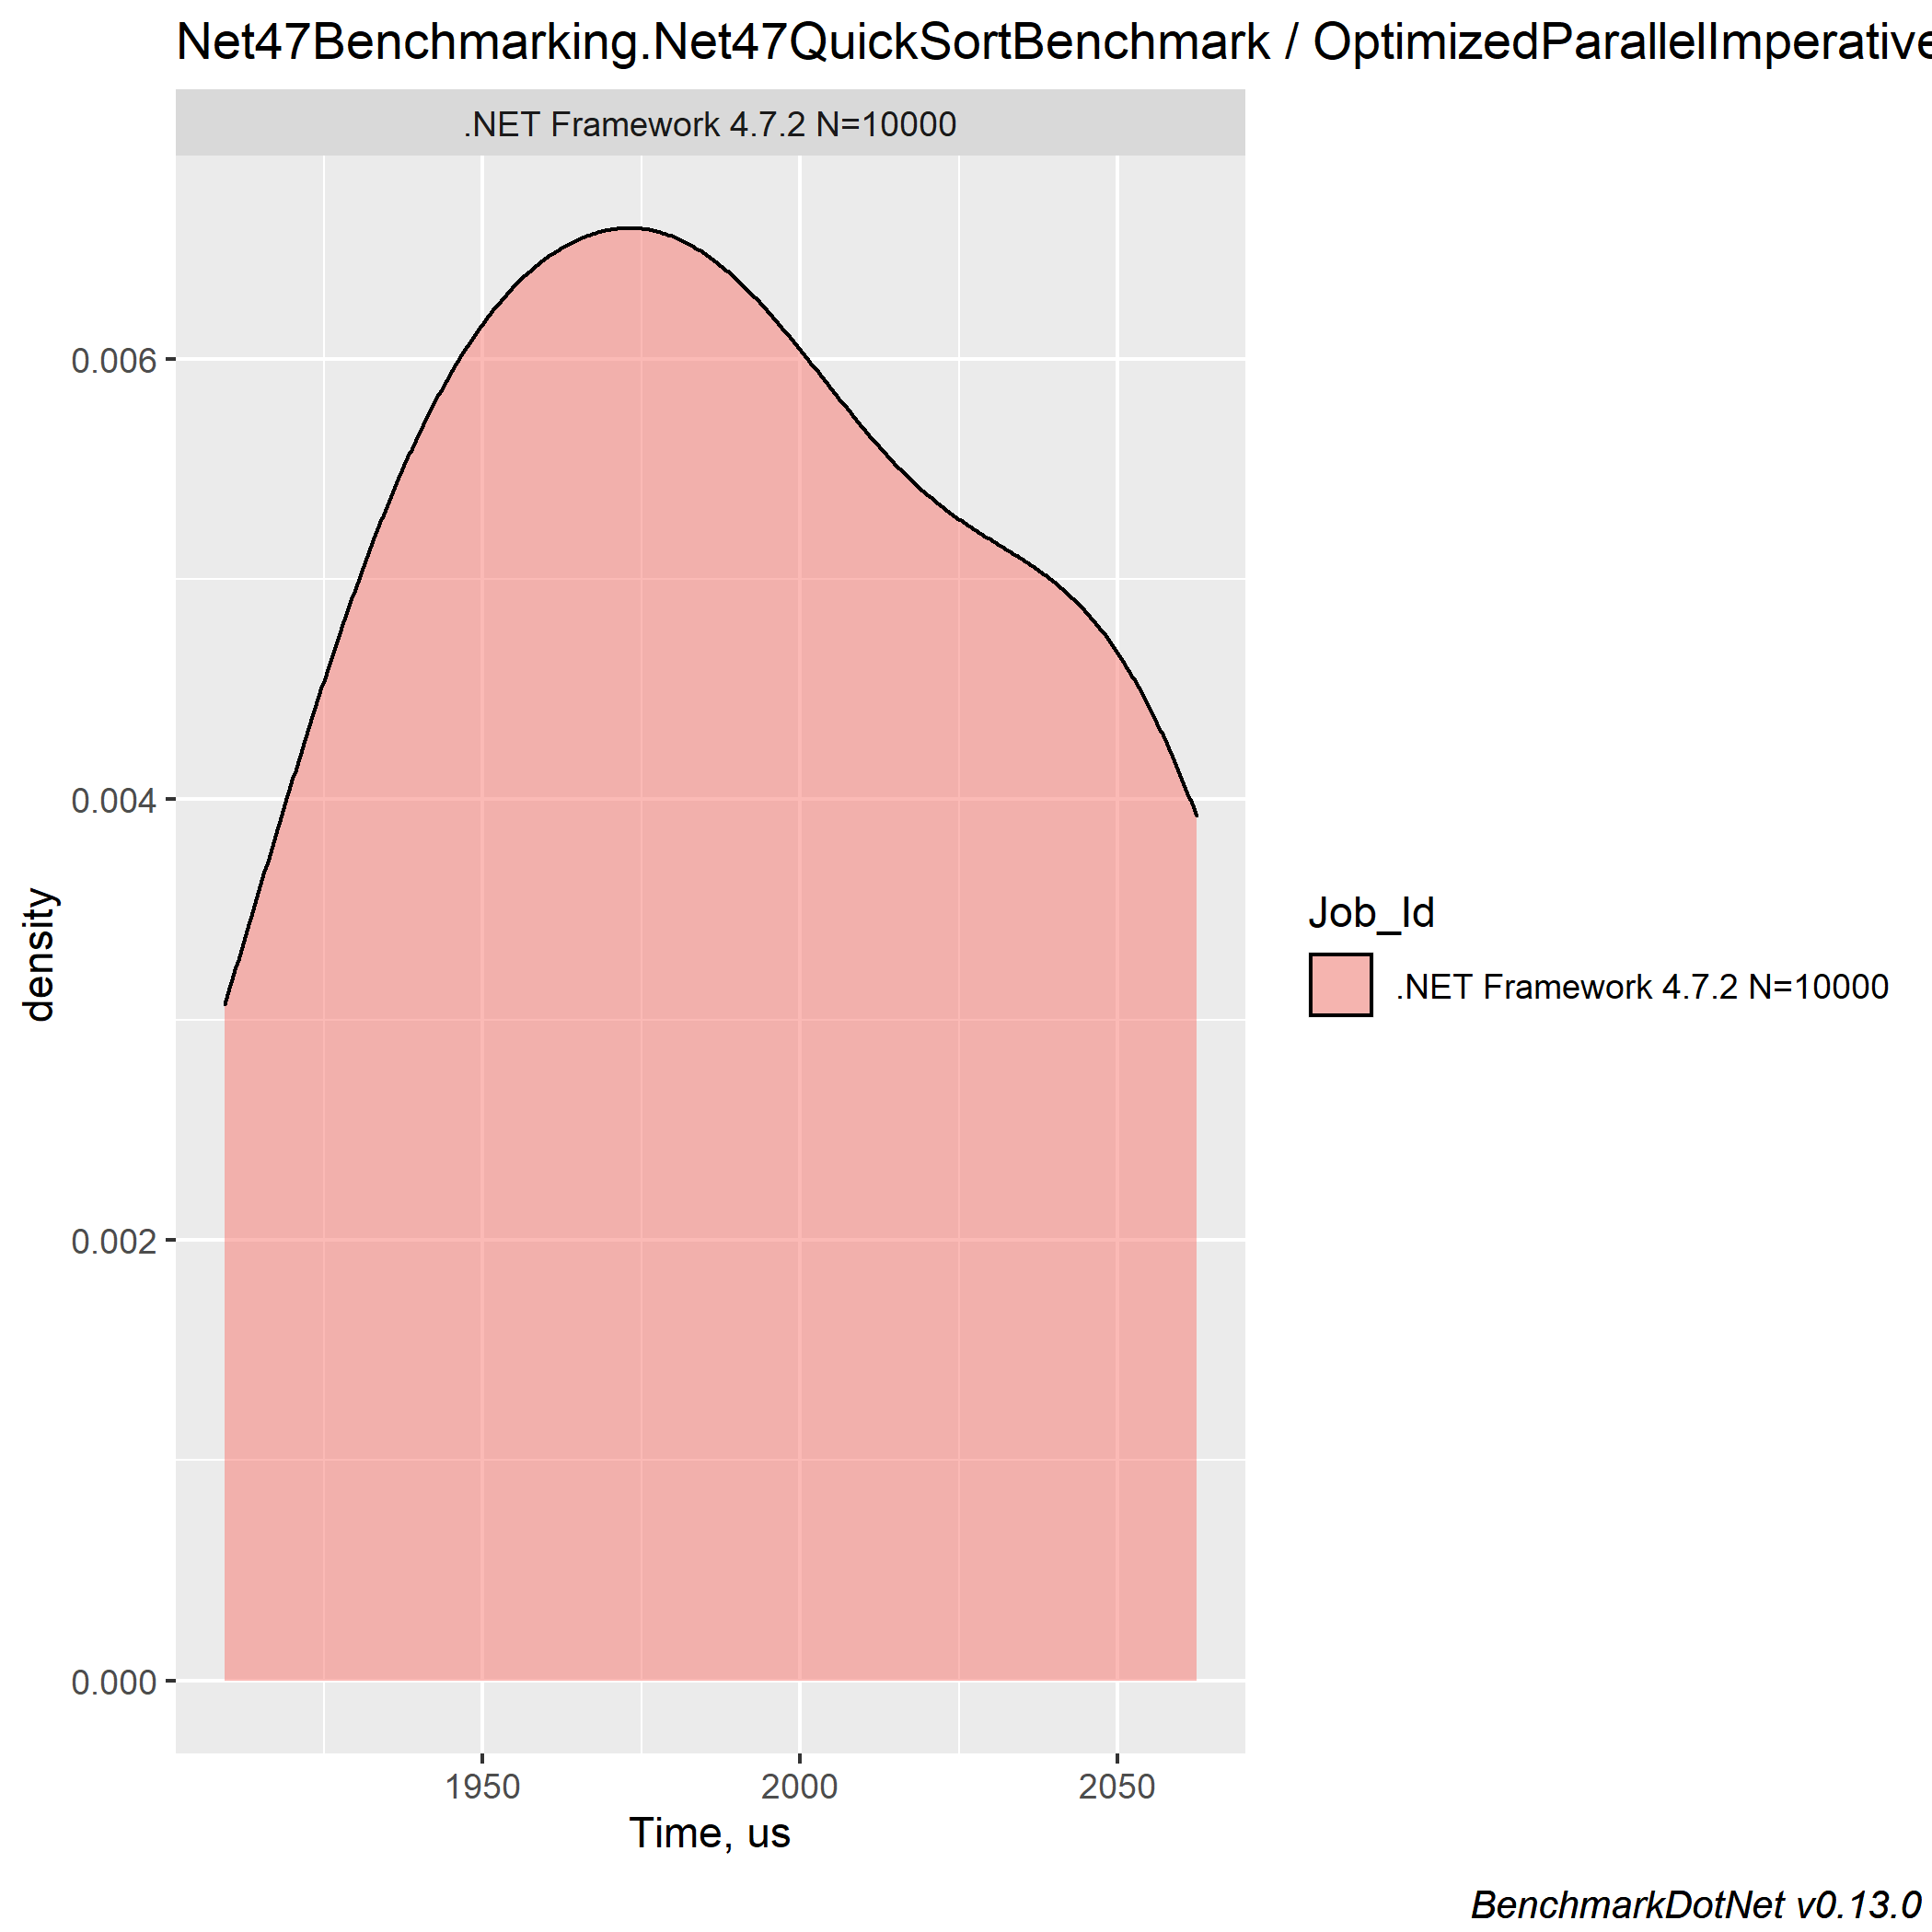 Net47Benchmarking.Net47QuickSortBenchmark / OptimizedParallelImperative
.NET Framework 4.7.2 N=10000
0.006
0.004
0.002
0.000
density
1950 2000 2050
Time, us
Job_Id
.NET Framework 4.7.2 N=10000
BenchmarkDotNet v0.13.0